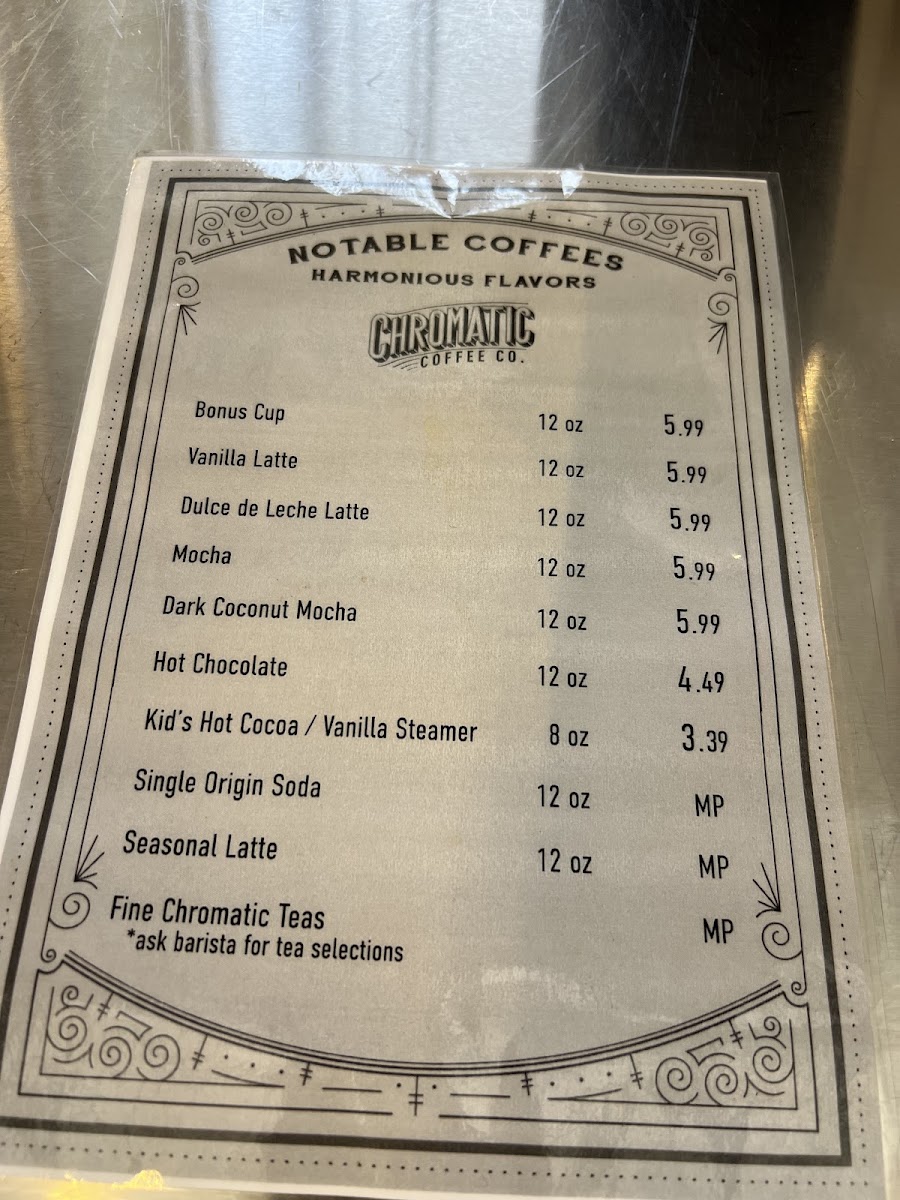 NOTABLE COFFEES
HARMONIOUS FLAVORS
CHROMATIC
COFFEE CO.
Bonus Cup 12 oz 5.99
Vanilla Latte 12 oz 5.99
Dulce de Leche Latte 12 oz 5.99
Mocha 12 oz 5.99
Dark Coconut Mocha 12 oz 5.99
Hot Chocolate 12 oz 4.49
Kid's Hot Cocoa / Vanilla Steamer 8 oz 3.39
Single Origin Soda 12 oz MP
Seasonal Latte 12 oz MP
Fine Chromatic Teas MP
*ask barista for tea selections